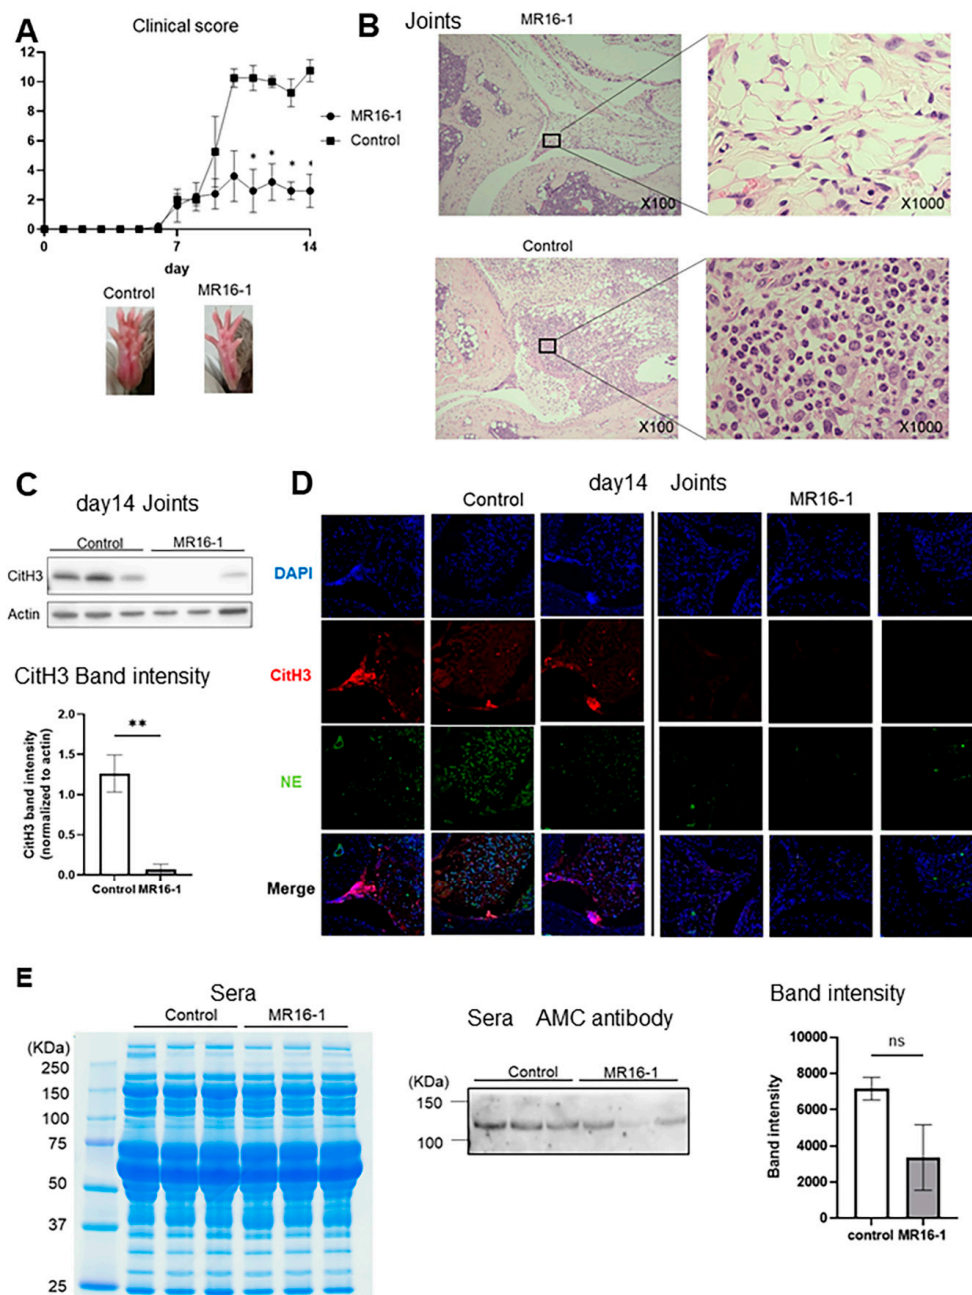 A
Clinical score
12
10
8
6
4
2
0
0
7
14
day
MR16-1
Control
* * * *
Control
MR16-1
B
Joints
MR16-1
X100
X1000
Control
X100
X1000
C
day14 Joints
Control
MR16-1
CitH3
Actin
CitH3 Band intensity
CitH3 band intensity
(normalized to actin)
2.0
1.5
1.0
0.5
0.0
**
Control MR16-1
D
day14 Joints
Control
MR16-1
DAPI
CitH3
NE
Merge
E
Sera
Control
MR16-1
(KDa)
250
150
100
75
50
37
25
Sera AMC antibody
(KDa)
Control
MR16-1
150
100
Band intensity
Band intensity
10000
8000
6000
4000
2000
0
ns
control MR16-1